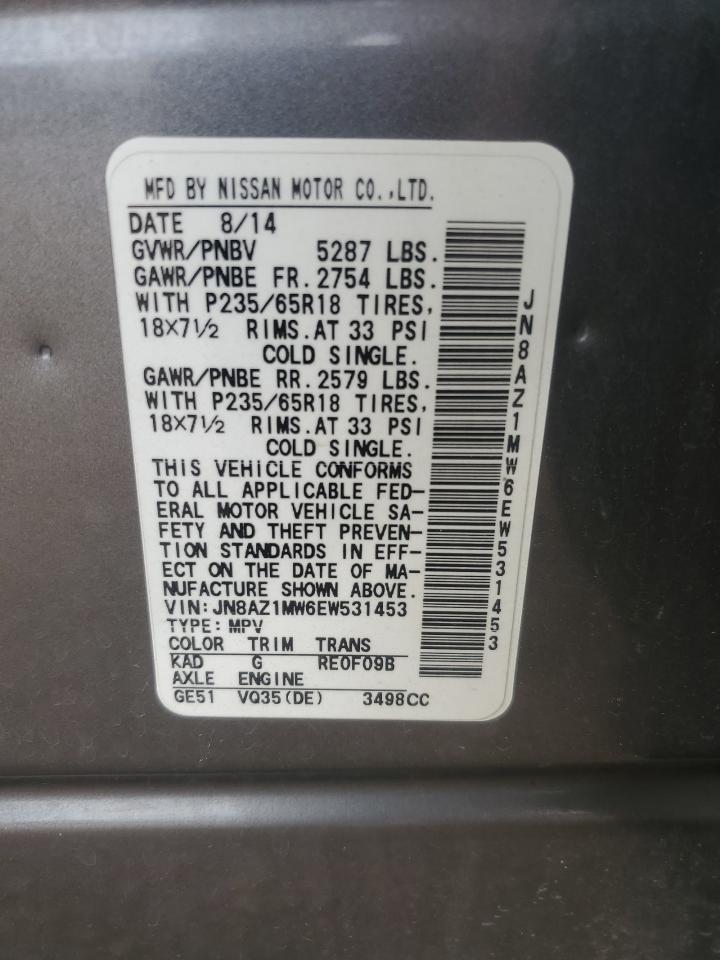 MFD BY NISSAN MOTOR CO.,LTD.
DATE 8/14
GVWR/PNBV 5287 LBS.
GAWR/PNBE FR.2754 LBS.
WITH P235/65R18 TIRES,
18×7½ RIMS.AT 33 PSI
COLD SINGLE.
GAWR/PNBE RR.2579 LBS.
WITH P235/65R18 TIRES,
18×7½ RIMS.AT 33 PSI
COLD SINGLE.
THIS VEHICLE CONFORMS
TO ALL APPLICABLE FED-
ERAL MOTOR VEHICLE SA-
FETY AND THEFT PREVEN-
TION STANDARDS IN EFF-
ECT ON THE DATE OF MA-
NUFACTURE SHOWN ABOVE.
VIN:JN8AZ1MW6EW531453
TYPE:MPV
COLOR TRIM TRANS
KAD G RE0F09B
AXLE ENGINE
GE51 VQ35(DE) 3498CC
JN8AZ1MW6EW531453